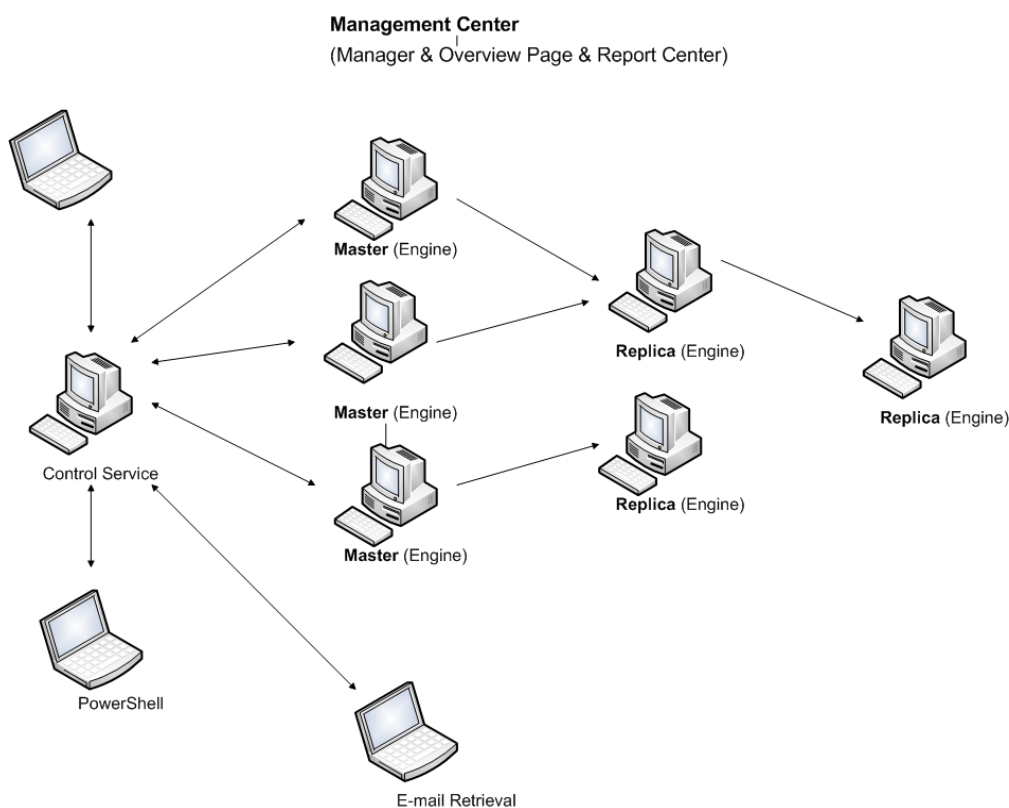 Management Center
(Manager & Overview Page & Report Center)
Master (Engine)
Replica (Engine)
Master (Engine)
Replica (Engine)
Control Service
Replica (Engine)
Master (Engine)
PowerShell
E-mail Retrieval